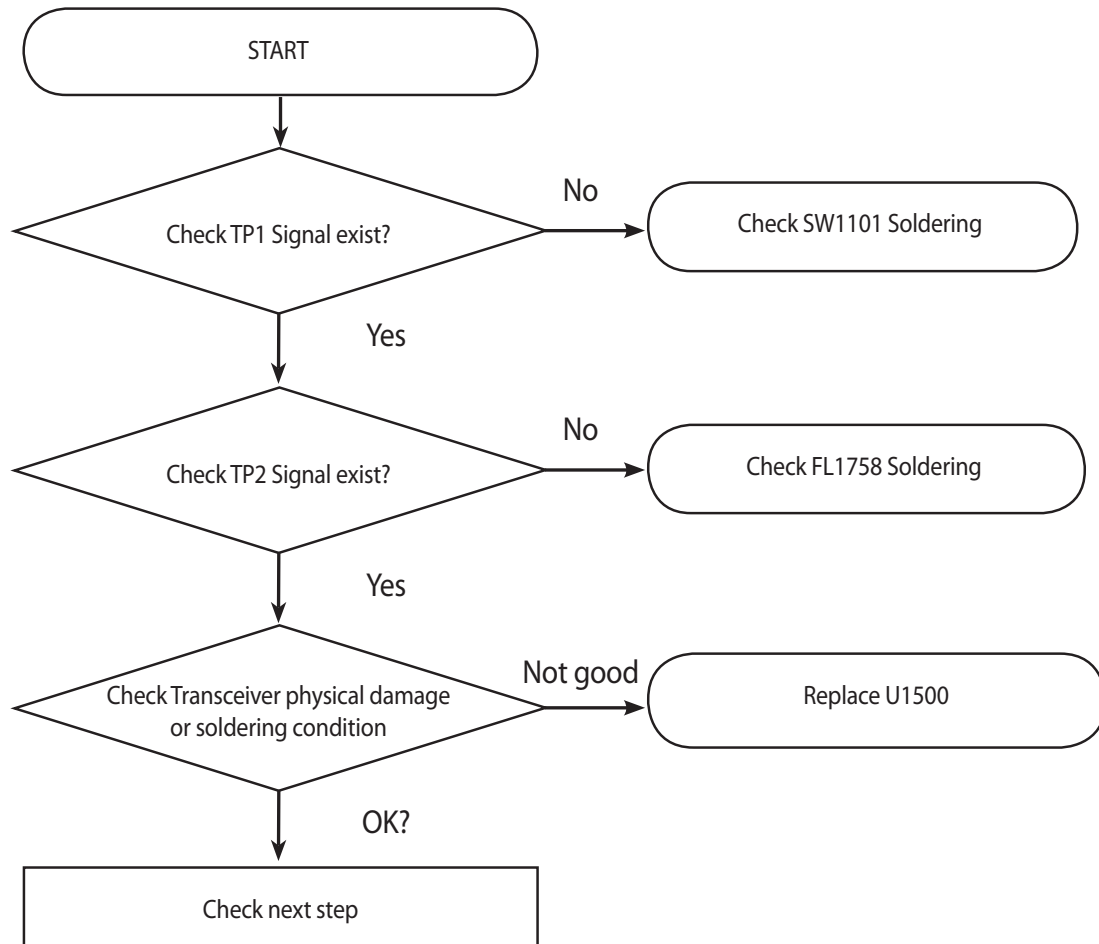 START
Check TP1 Signal exist?
No
Check SW1101 Soldering
Yes
Check TP2 Signal exist?
No
Check FL1758 Soldering
Yes
Check Transceiver physical damage
or soldering condition
Not good
Replace U1500
OK?
Check next step